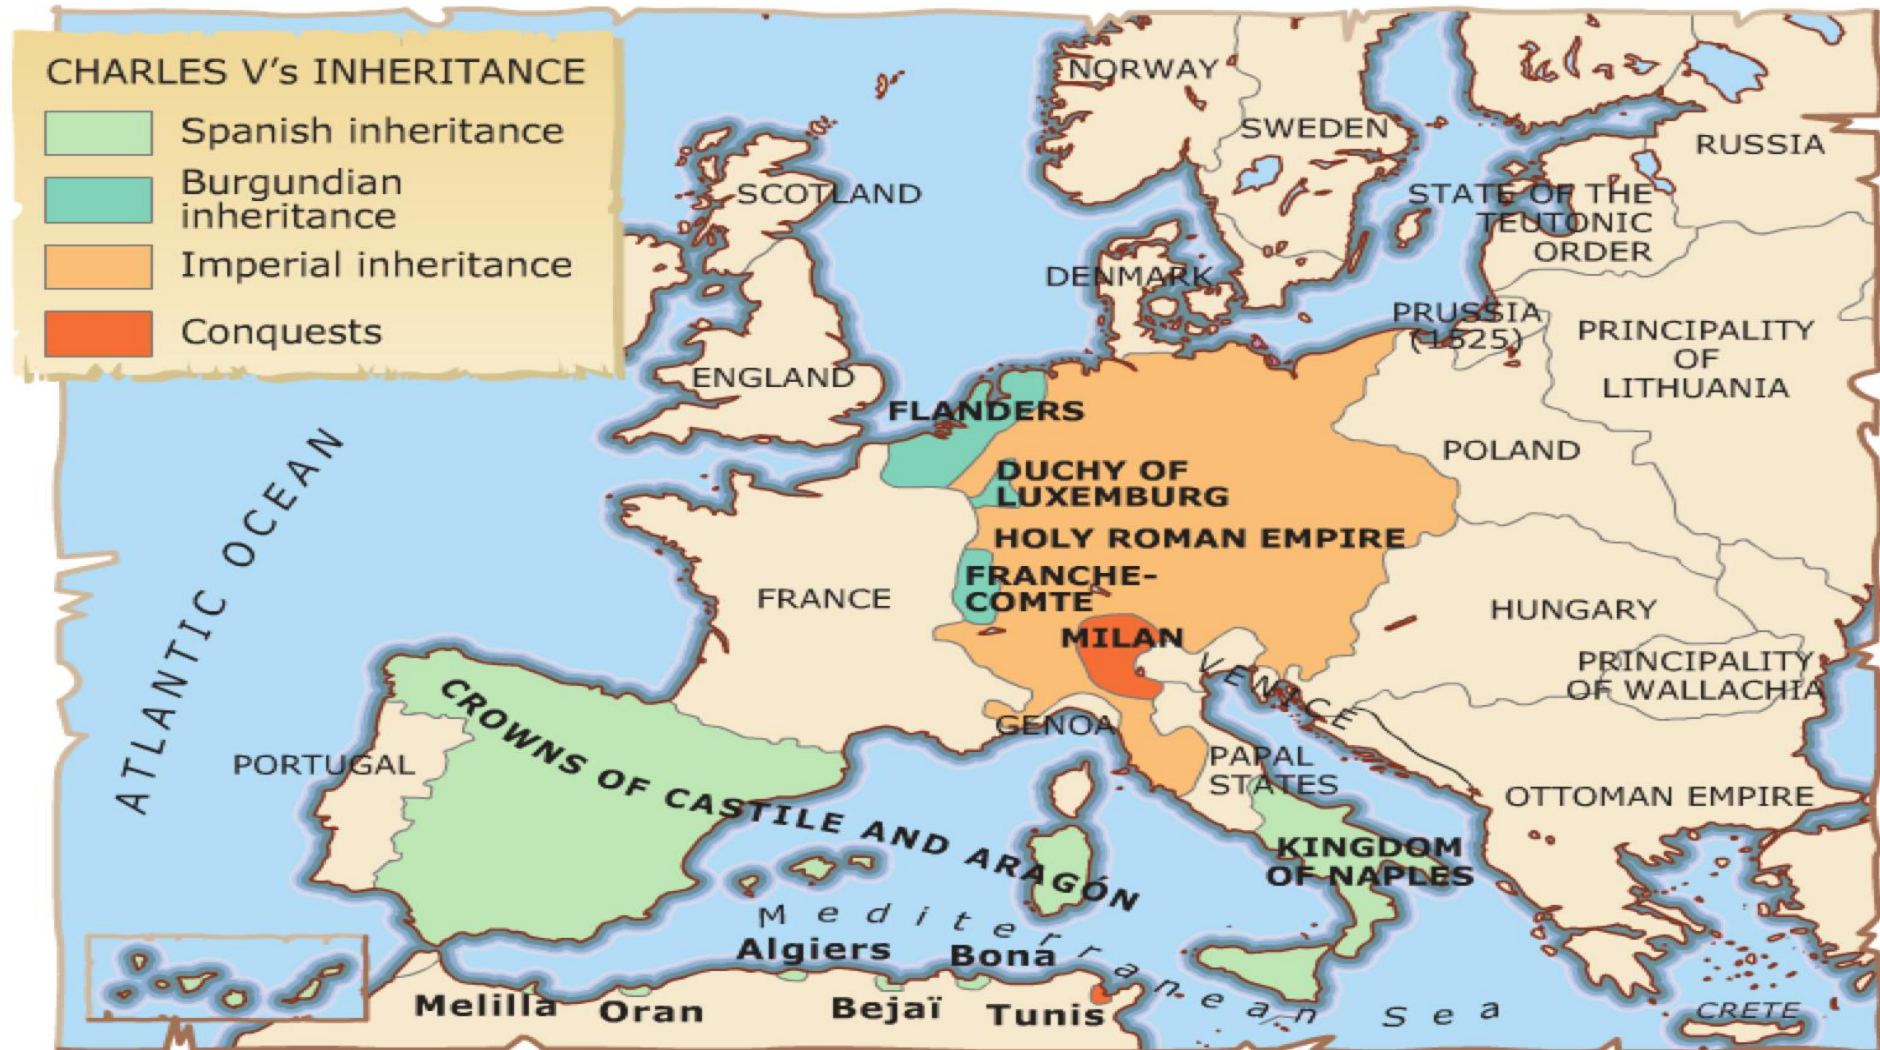 CHARLES V's INHERITANCE
Spanish inheritance
Burgundian
inheritance
Imperial inheritance
Conquests
NORWAY
SWEDEN
RUSSIA
SCOTLAND
STATE OF THE
TEUTONIC
ORDER
DENMARK
PRUSSIA
(1525)
PRINCIPALITY
OF
LITHUANIA
ENGLAND
FLANDERS
POLAND
DUCHY OF
LUXEMBURG
ATLANTIC OCEAN
HOLY ROMAN EMPIRE
FRANCHE-
COMTE
FRANCE
HUNGARY
MILAN
VENICE
PRINCIPALITY
OF WALLACHIA
GENOA
PORTUGAL
CROWNS OF CASTILE AND ARAGÓN
PAPAL
STATES
OTTOMAN EMPIRE
KINGDOM
OF NAPLES
Mediterranean Sea
Algiers
Bona
Melilla
Oran
Bejaï
Tunis
CRETE